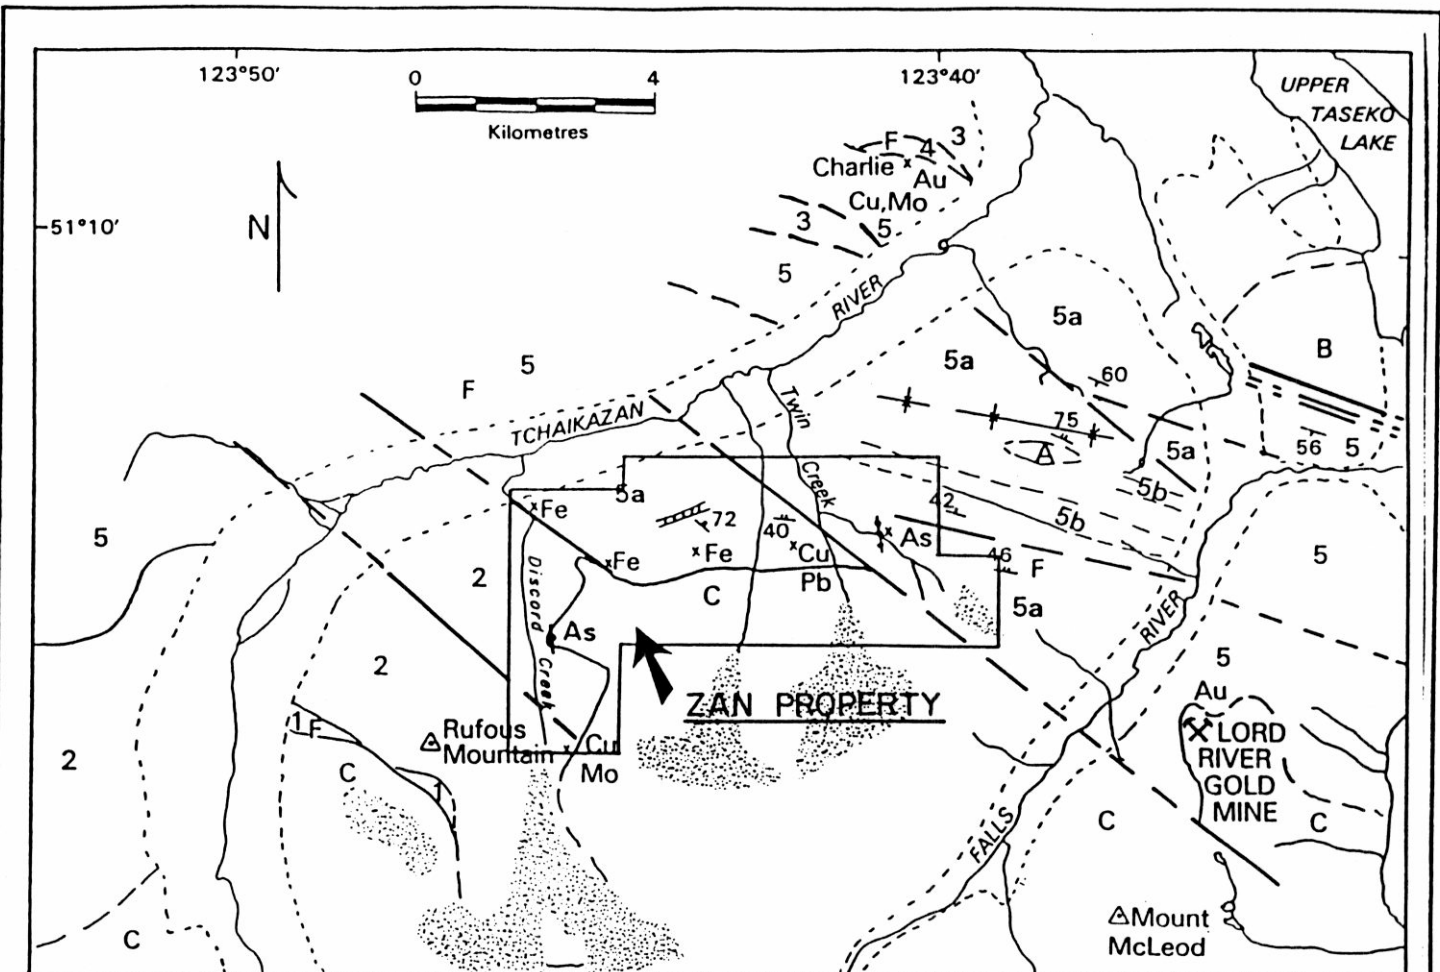 123°50′
0
4
123°40′
Kilometres
UPPER
TASEKO
LAKE
F
4
3
Charlie
Au
Cu, Mo
N
51°10′
3
5
5
RIVER
5a
B
5
F
5a
60
Twin
TCHAIKAZAN
75
A
5a
56
5
Creek
5b
5a
42
5b
Fe
72
40
As
5
5
Fe
Fe
Cu
46
F
2
Discord
C
Pb
5a
As
RIVER
2
Creek
5
ZAN PROPERTY
Au
1
F
Rufous
Mountain
Cu
Mo
LORD
RIVER
GOLD
MINE
2
C
1
FALLS
C
C
Mount
McLeod
C